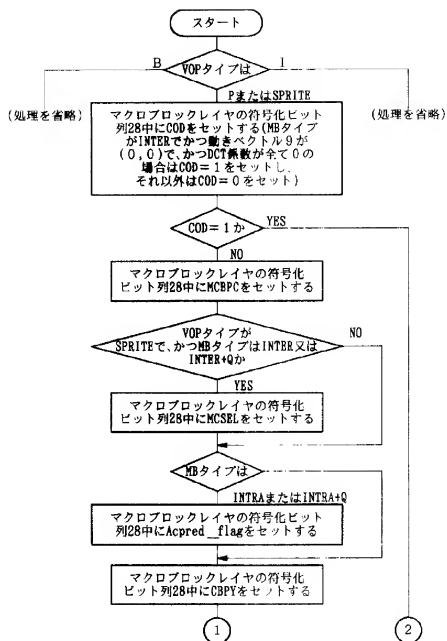 スタート
B
VOPタイプは
I
PまたはSPRITE
(処理を省略)
(処理を省略)
マクロブロックレイヤの符号化ビット
列28中にCODをセットする(MBタイプ
がINTERでかつ動きベクトル9が
(0,0)で、かつDCT係数が全て0の
場合はCOD=1をセットし、
それ以外はCOD=0をセット)
COD=1か
YES
NO
マクロブロックレイヤの符号化
ビット列28中にMCBPCをセットする
VOPタイプが
SPRITEで、かつMBタイプはINTER又は
INTER+Qか
NO
YES
マクロブロックレイヤの符号化
ビット列28中にMCSELをセットする
MBタイプは
INTRAまたはINTRA+Q
マクロブロックレイヤの符号化ビット
列28中にAcpred_flagをセットする
マクロブロックレイヤの符号化
ビット列28中にCBPYをセットする
1
2